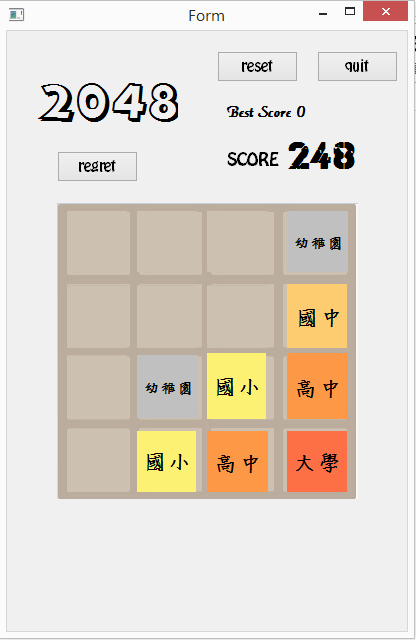 Form
reset quit
2048
Best Score 0
SCORE 248
regret
幼稚園
國中
幼稚園 國小 高中
國小 高中 大學